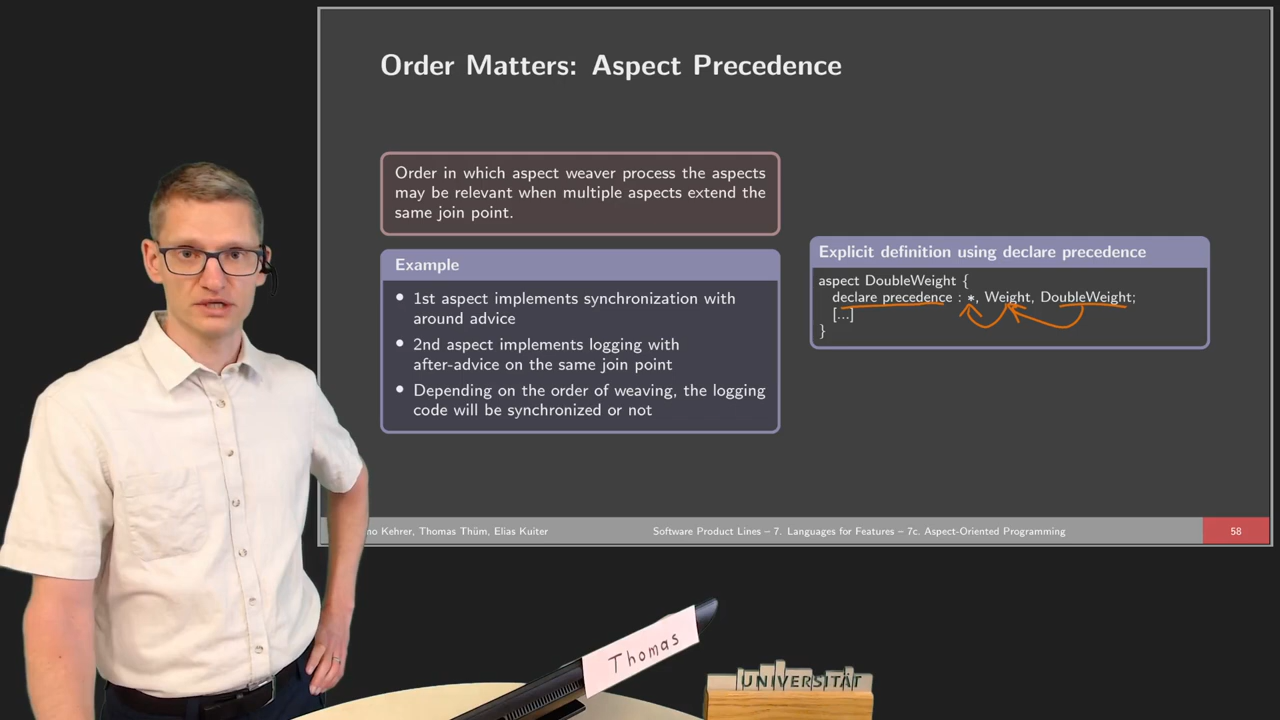 Order Matters: Aspect Precedence
Order in which aspect weaver process the aspects
may be relevant when multiple aspects extend the
same join point.
Example
• 1st aspect implements synchronization with
around advice
• 2nd aspect implements logging with
after-advice on the same join point
• Depending on the order of weaving, the logging
code will be synchronized or not
Explicit definition using declare precedence
aspect DoubleWeight {
declare precedence : *, Weight, DoubleWeight;
[...]
}
no Kehrer, Thomas Thüm, Elias Kuiter
Software Product Lines – 7. Languages for Features – 7c. Aspect-Oriented Programming
58
Thomas
UNIVERSITÄT